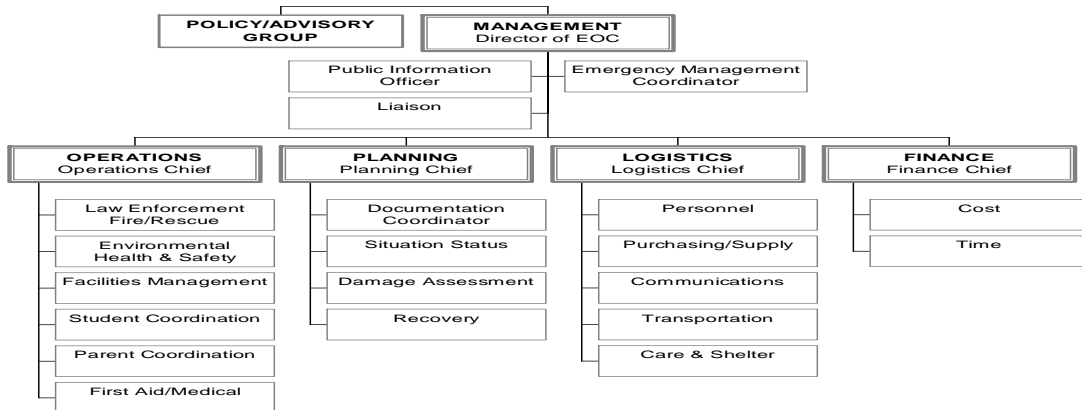 POLICY/ADVISORY
GROUP
MANAGEMENT
Director of EOC
Public Information
Officer
Emergency Management
Coordinator
Liaison
OPERATIONS
Operations Chief
Law Enforcement
Fire/Rescue
Environmental
Health & Safety
Facilities Management
Student Coordination
Parent Coordination
First Aid/Medical
PLANNING
Planning Chief
Documentation
Coordinator
Situation Status
Damage Assessment
Recovery
LOGISTICS
Logistics Chief
Personnel
Purchasing/Supply
Communications
Transportation
Care & Shelter
FINANCE
Finance Chief
Cost
Time